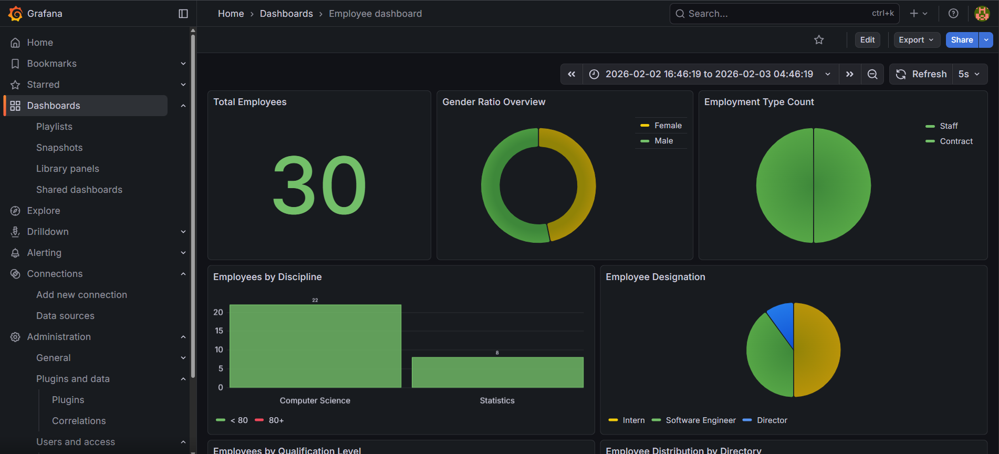 Grafana
Home › Dashboards › Employee dashboard
Search...
ctrl+k
Edit
Export
Share
Home
Bookmarks
Starred
Dashboards
Playlists
Snapshots
Library panels
Shared dashboards
Explore
Drilldown
Alerting
Connections
Add new connection
Data sources
Administration
General
Plugins and data
Plugins
Correlations
Users and access
2026-02-02 16:46:19 to 2026-02-03 04:46:19
Refresh
5s
Total Employees
30
Gender Ratio Overview
Female
Male
Employment Type Count
Staff
Contract
Employees by Discipline
22
8
20
15
10
5
0
Computer Science
Statistics
< 80
80+
Employee Designation
Intern
Software Engineer
Director
Employees by Qualification Level
Employee Distribution by Directory